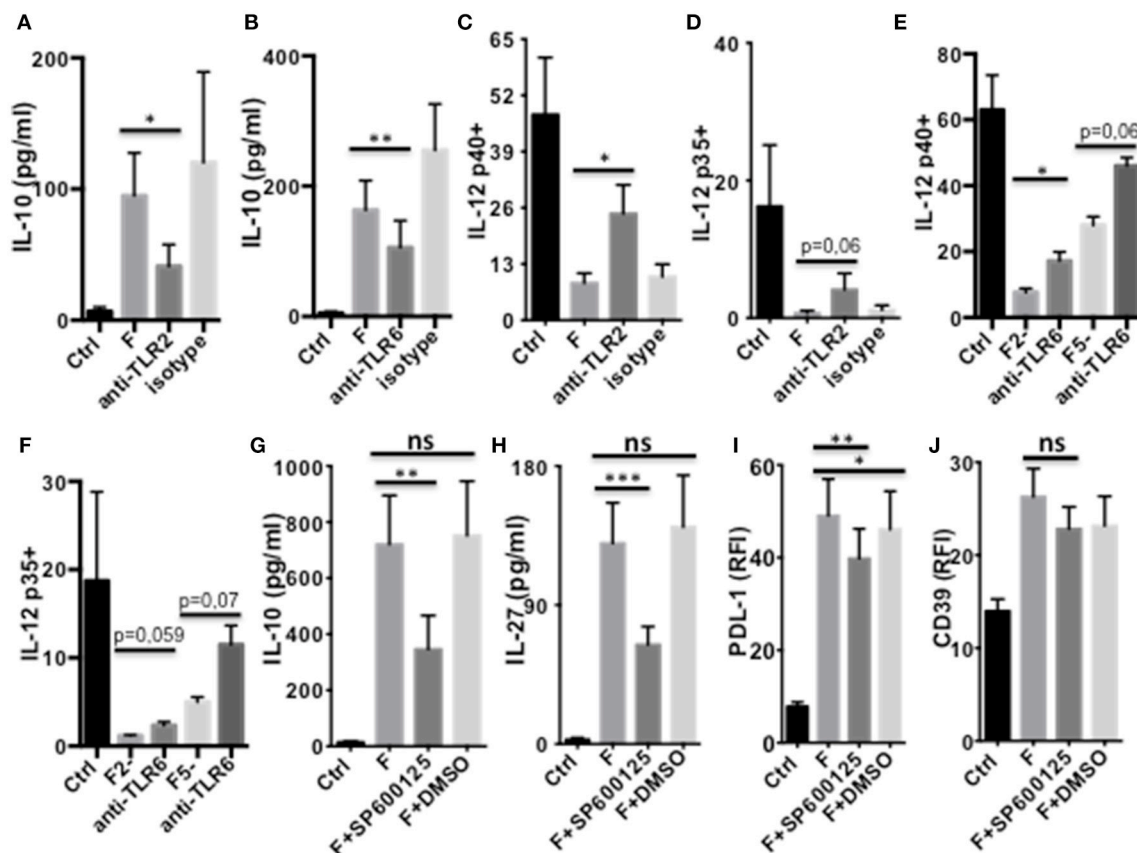 A
IL-10 (pg/ml)
200
100
0
*
Ctrl
F
anti-TLR2
isotype
B
IL-10 (pg/ml)
400
200
0
**
Ctrl
F
anti-TLR6
isotype
C
IL-12 p40+
65
52
39
26
13
0
*
Ctrl
F
anti-TLR2
isotype
D
IL-12 p35+
40
20
0
p=0,06
Ctrl
F
anti-TLR2
isotype
E
IL-12 p40+
80
60
40
20
0
*
p=0,06
Ctrl
F2-
anti-TLR6
F5-
anti-TLR6
F
IL-12 p35+
30
20
10
0
p=0,059
p=0,07
Ctrl
F2-
anti-TLR6
F5-
anti-TLR6
G
IL-10 (pg/ml)
1000
800
600
400
200
0
ns
**
Ctrl
F
F+SP600125
F+DMSO
H
IL-27 (pg/ml)
180
90
0
ns
***
Ctrl
F
F+SP600125
F+DMSO
I
PDL-1 (RFI)
60
40
20
0
**
*
Ctrl
F
F+SP600125
F+DMSO
J
CD39 (RFI)
30
20
10
0
ns
Ctrl
F
F+SP600125
F+DMSO